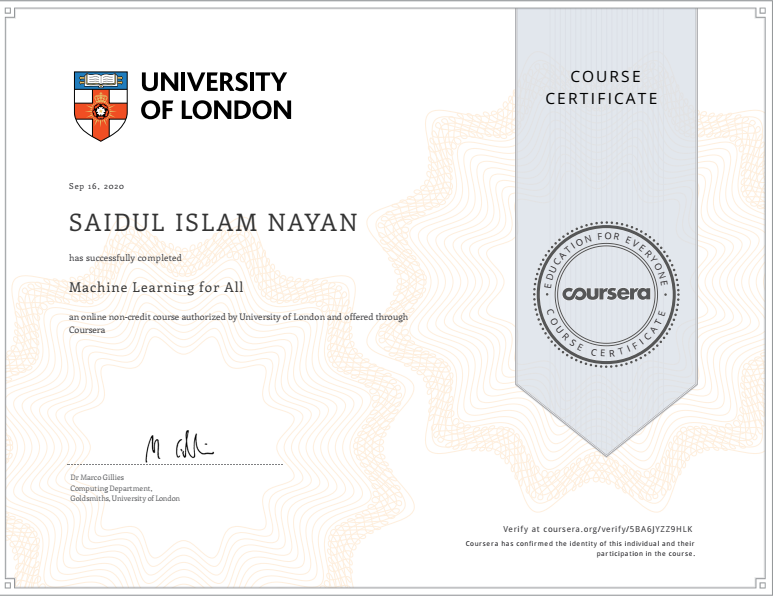 UNIVERSITY
OF LONDON
COURSE
CERTIFICATE
Sep 16, 2020
SAIDUL ISLAM NAYAN
has successfully completed
Machine Learning for All
an online non-credit course authorized by University of London and offered through
Coursera
EDUCATION FOR EVERYONE
coursera
COURSE CERTIFICATE
Dr Marco Gillies
Computing Department,
Goldsmiths, University of London
Verify at coursera.org/verify/5BA6JYZZ9HLK
Coursera has confirmed the identity of this individual and their
participation in the course.